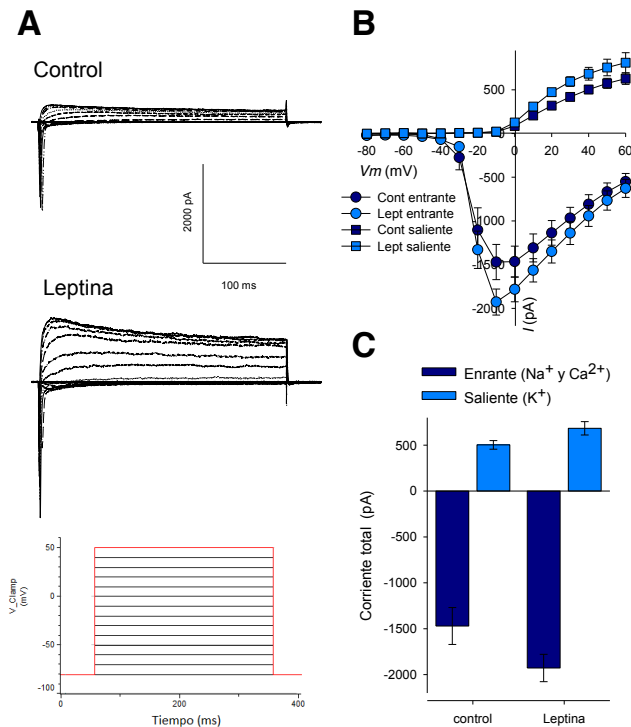 A
Control
2000 pA
100 ms
Leptina
V_Clamp
(mV)
50
0
-50
-100
0
200
400
Tiempo (ms)
B
500
-80 -60 -40 -20 0 20 40 60
Vm (mV)
-500
-1000
-1500
-2000
I (pA)
Cont entrante
Lept entrante
Cont saliente
Lept saliente
C
Enrante (Na⁺ y Ca²⁺)
Saliente (K⁺)
Corriente total (pA)
500
0
-500
-1000
-1500
-2000
control
Leptina